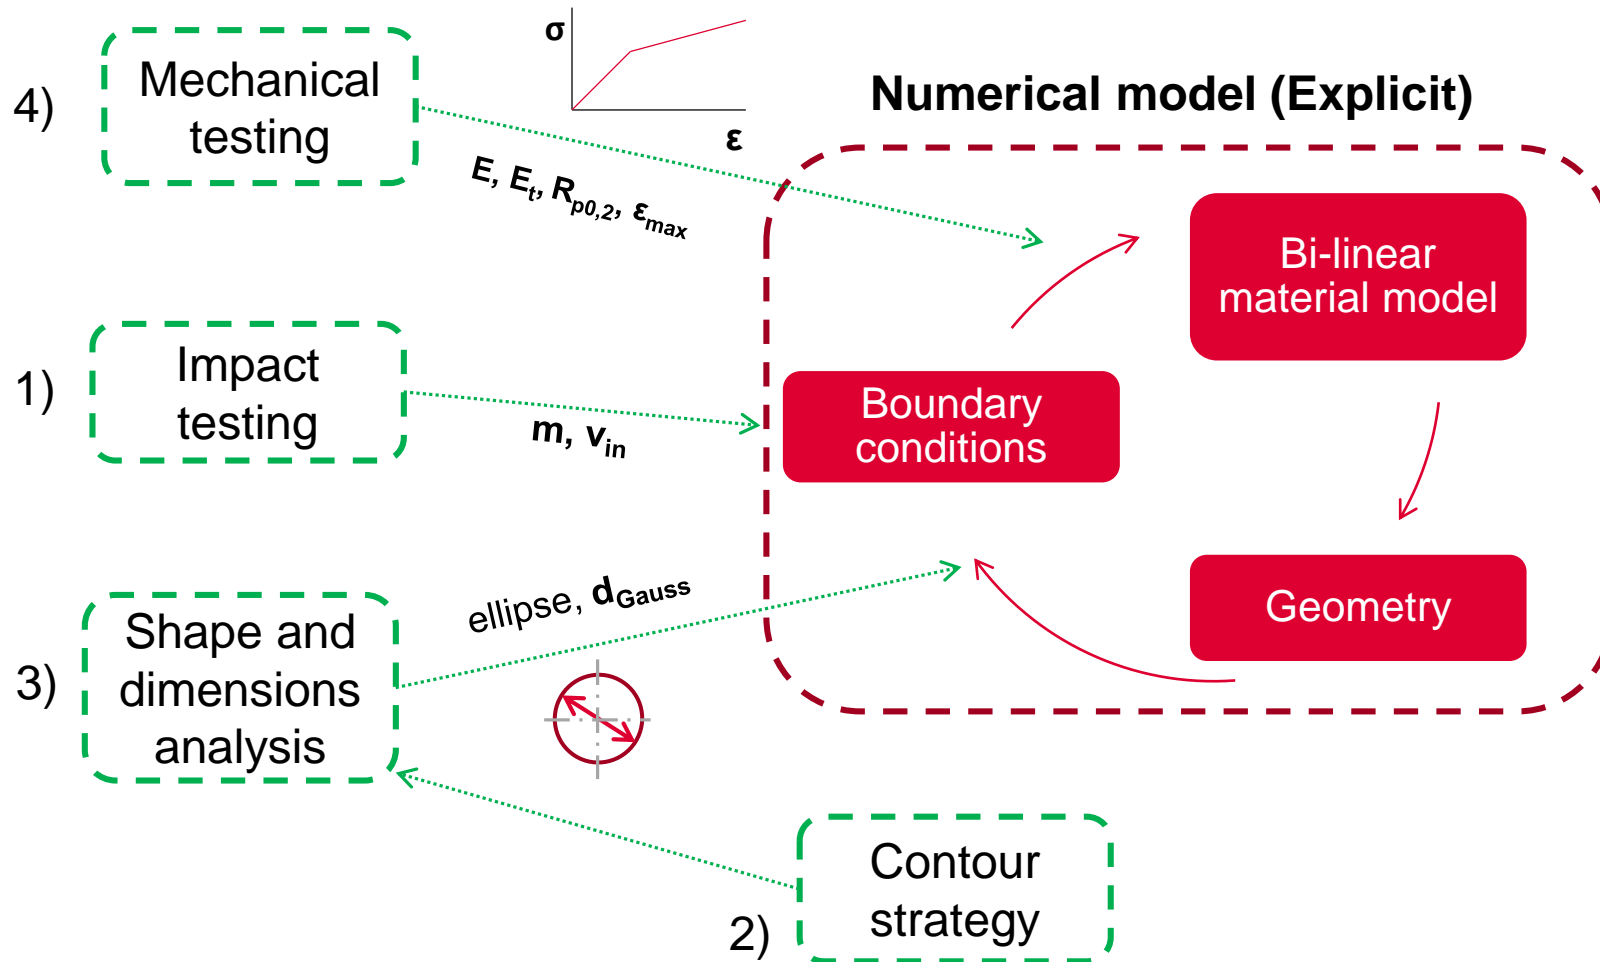 σ
ε
Numerical model (Explicit)
4)
Mechanical
testing
E, Et, Rp0,2, εmax
Bi-linear
material model
1)
Impact
testing
m, vin
Boundary
conditions
ellipse, dGauss
Geometry
3)
Shape and
dimensions
analysis
2)
Contour
strategy